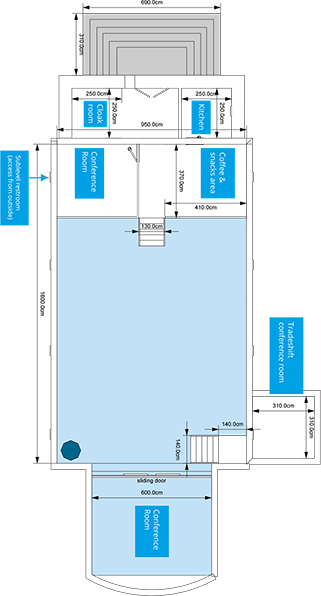 690.0cm
310.0cm
250.0cm
250.0cm
Cloak
room
250.0cm
250.0cm
Kitchen
950.0cm
Sublevel restroom
(access from outside)
Conference
Room
370.0cm
Coffee &
snacks area
410.0cm
130.0cm
1600.0cm
Tradeshift
conference room
310.0cm
310.0cm
140.0cm
140.0cm
sliding door
600.0cm
Conference
Room